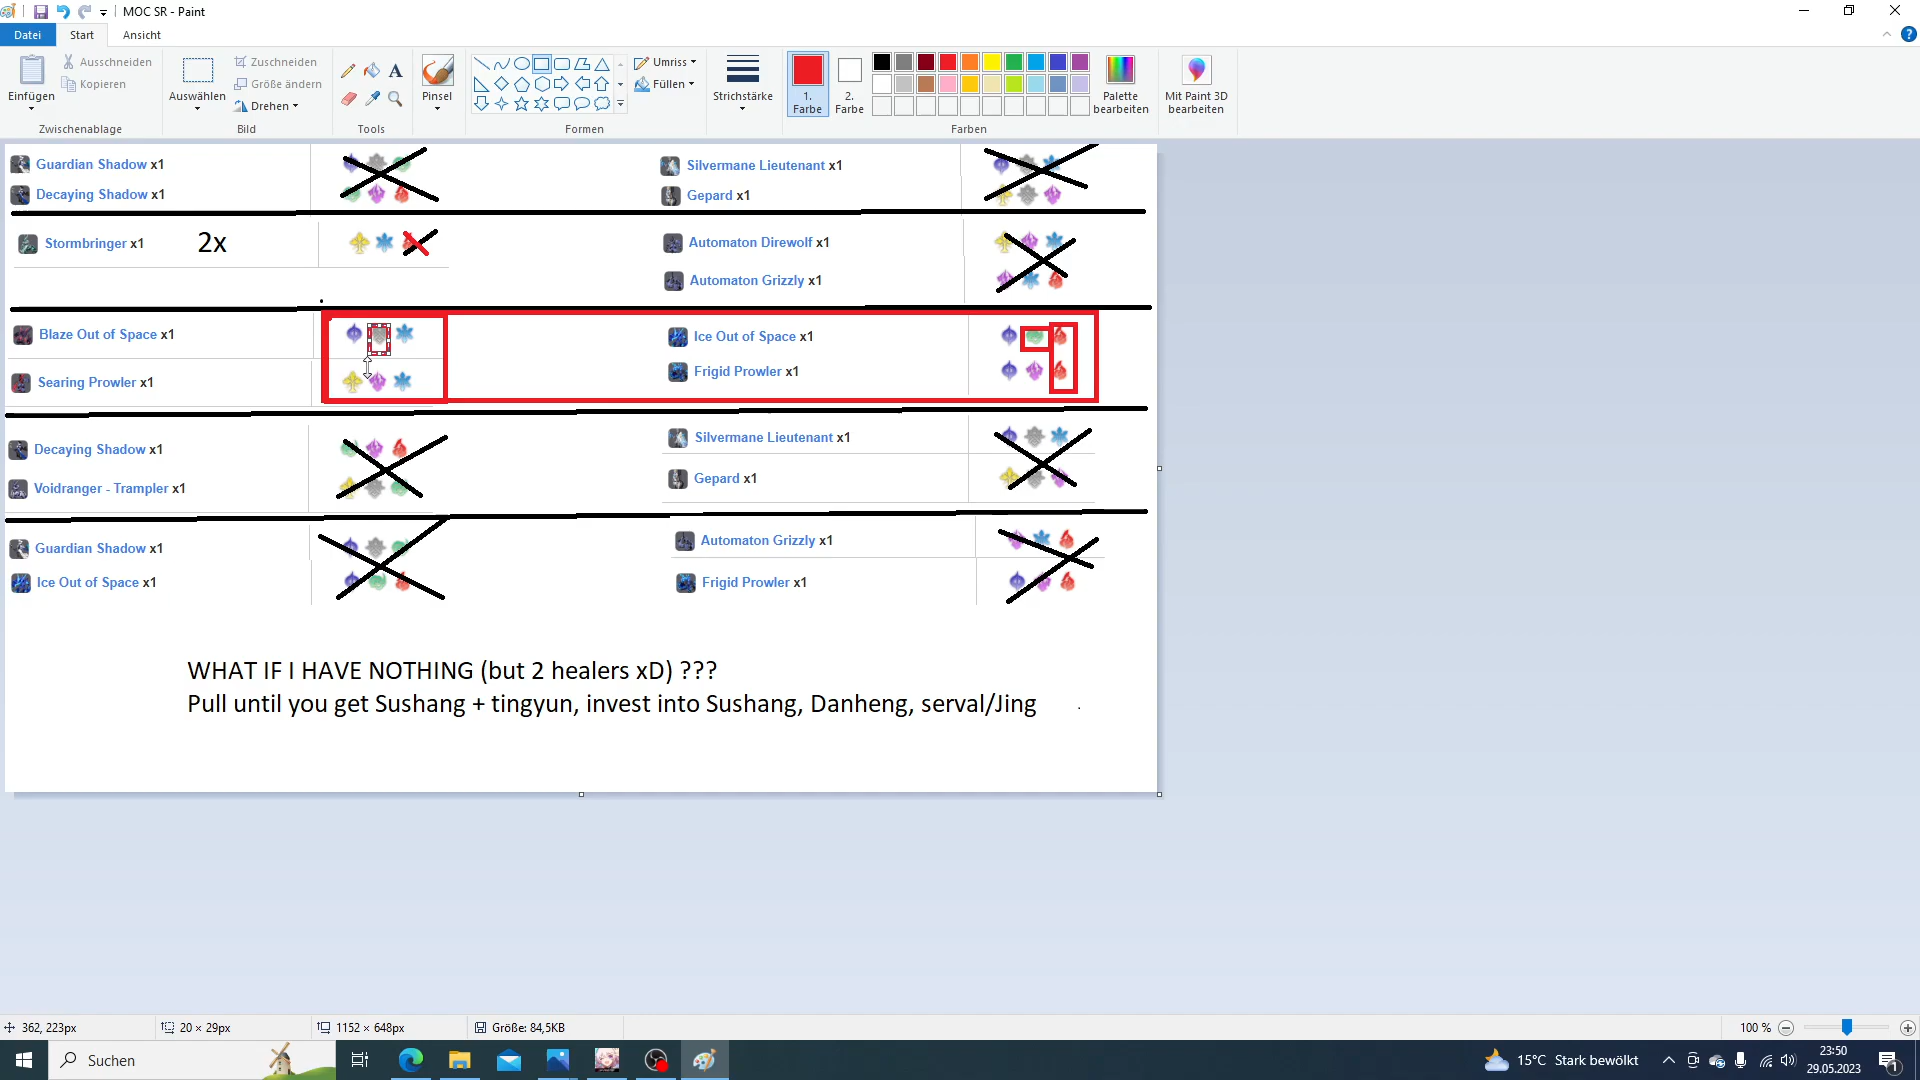 MOC SR - Paint
Datei Start Ansicht
Einfügen
Ausschneiden
Kopieren
Zwischenablage
Auswählen
Zuschneiden
Größe ändern
Drehen
Bild
Tools
Pinsel
Umriss
Füllen
Formen
Strichstärke
1. Farbe
2. Farbe
Palette bearbeiten
Farben
Mit Paint 3D bearbeiten
Guardian Shadow x1
Silvermane Lieutenant x1
Decaying Shadow x1
Gepard x1
Stormbringer x1 2x
Automaton Direwolf x1
Automaton Grizzly x1
Blaze Out of Space x1
Ice Out of Space x1
Searing Prowler x1
Frigid Prowler x1
Decaying Shadow x1
Silvermane Lieutenant x1
Voidranger - Trampler x1
Gepard x1
Guardian Shadow x1
Automaton Grizzly x1
Ice Out of Space x1
Frigid Prowler x1
WHAT IF I HAVE NOTHING (but 2 healers xD) ???
Pull until you get Sushang + tingyun, invest into Sushang, Danheng, serval/Jing .
362, 223px
20 × 29px
1152 × 648px
Größe: 84,5KB
100 %
Suchen
15°C Stark bewölkt
23:50
29.05.2023
1